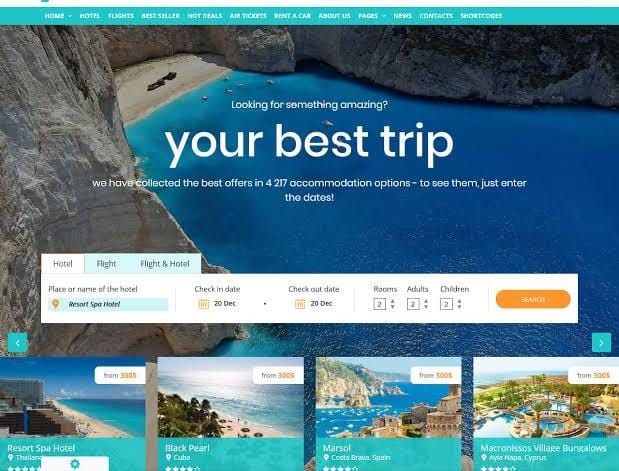 HOME HOTEL FLIGHTS BEST SELLER HOT DEALS AIR TICKETS RENT A CAR ABOUT US PAGES NEWS CONTACTS SHORTCODES
Looking for something amazing?
your best trip
we have collected the best offers in 4 217 accommodation options - to see them, just enter
the dates!
Hotel Flight Flight & Hotel
Place or name of the hotel Check in date Check out date Rooms Adults Children
Resort Spa Hotel 20 Dec 20 Dec 2 2 2 SEARCH
from 300$ from 300$ from 300$ from 300$
Resort Spa Hotel Black Pearl Marsol Macronissos Village Bungalows
Thailand Cuba Costa Brava, Spain Ayia Napa, Cyprus